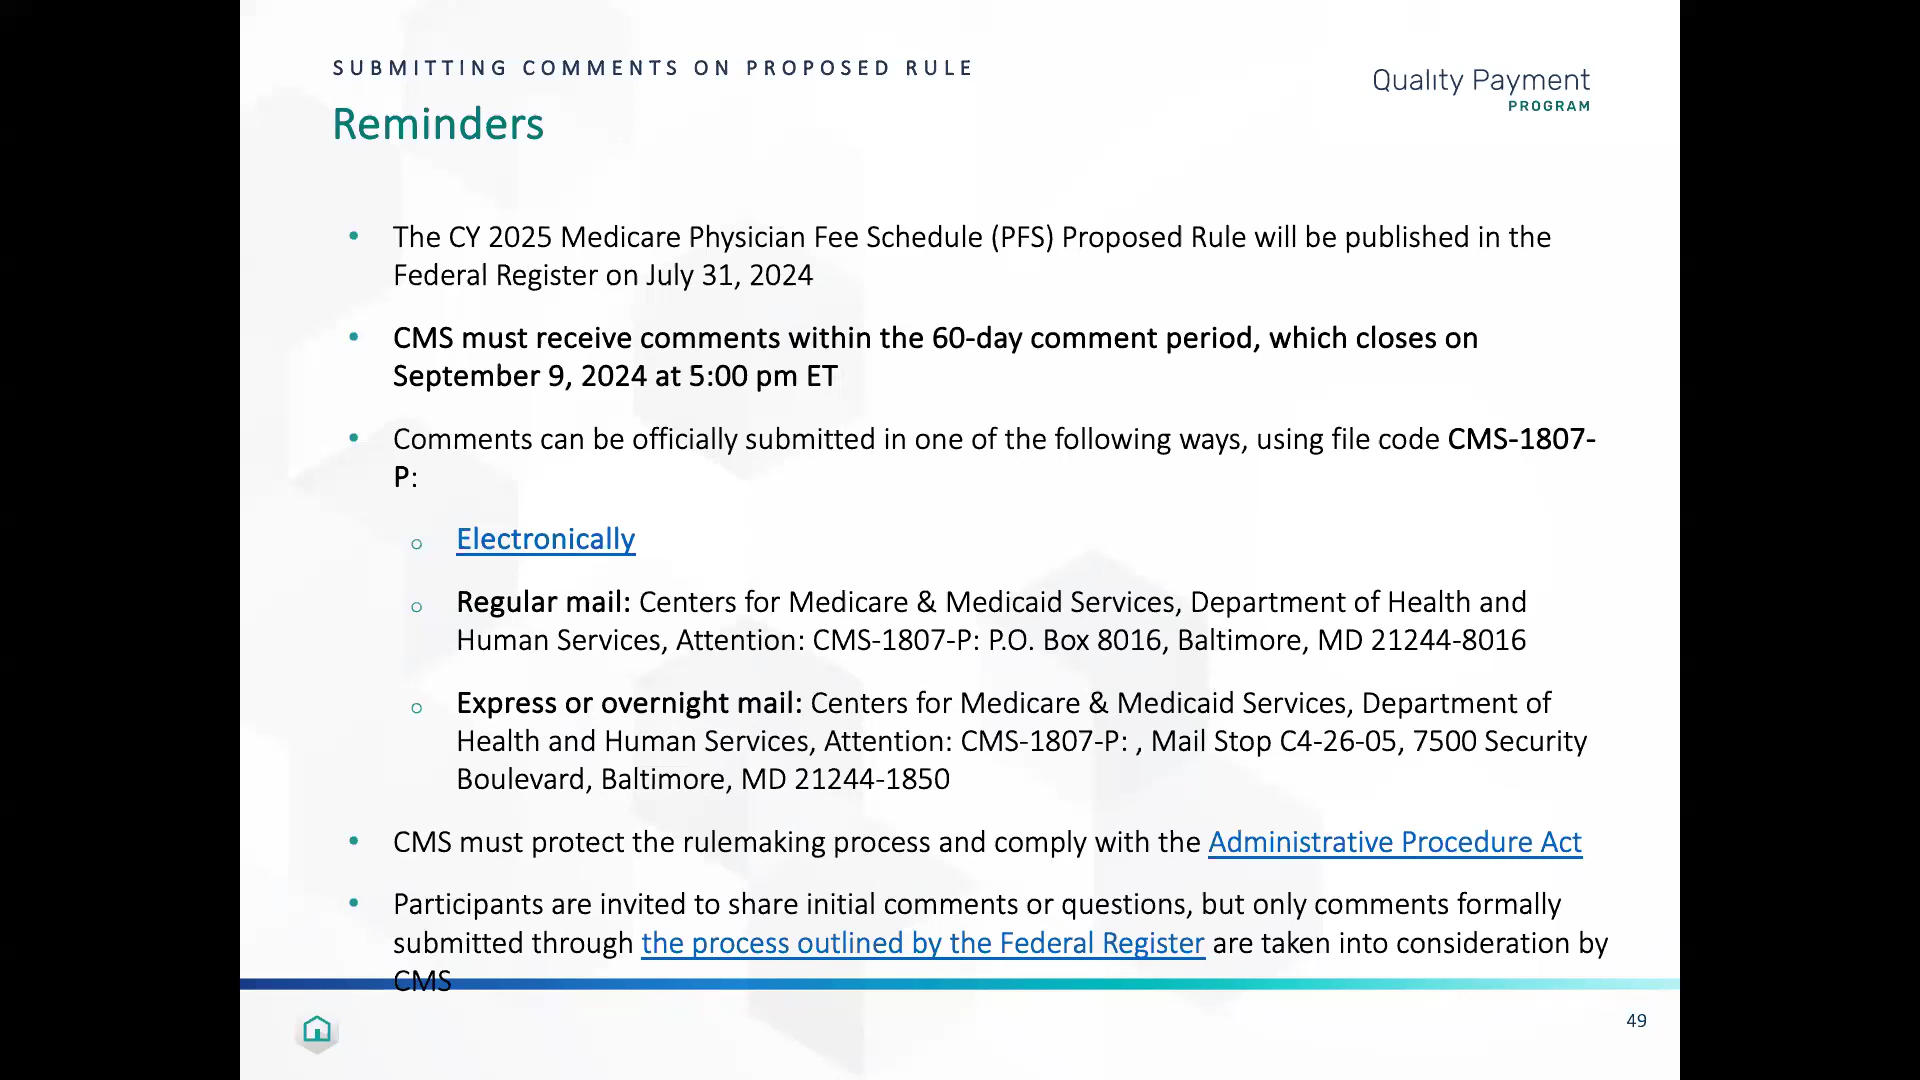 SUBMITTING COMMENTS ON PROPOSED RULE
Quality Payment
PROGRAM
Reminders
• The CY 2025 Medicare Physician Fee Schedule (PFS) Proposed Rule will be published in the
Federal Register on July 31, 2024
• CMS must receive comments within the 60-day comment period, which closes on
September 9, 2024 at 5:00 pm ET
• Comments can be officially submitted in one of the following ways, using file code CMS-1807-
P:
o Electronically
o Regular mail: Centers for Medicare & Medicaid Services, Department of Health and
Human Services, Attention: CMS-1807-P: P.O. Box 8016, Baltimore, MD 21244-8016
o Express or overnight mail: Centers for Medicare & Medicaid Services, Department of
Health and Human Services, Attention: CMS-1807-P: , Mail Stop C4-26-05, 7500 Security
Boulevard, Baltimore, MD 21244-1850
• CMS must protect the rulemaking process and comply with the Administrative Procedure Act
• Participants are invited to share initial comments or questions, but only comments formally
submitted through the process outlined by the Federal Register are taken into consideration by
CMS
49